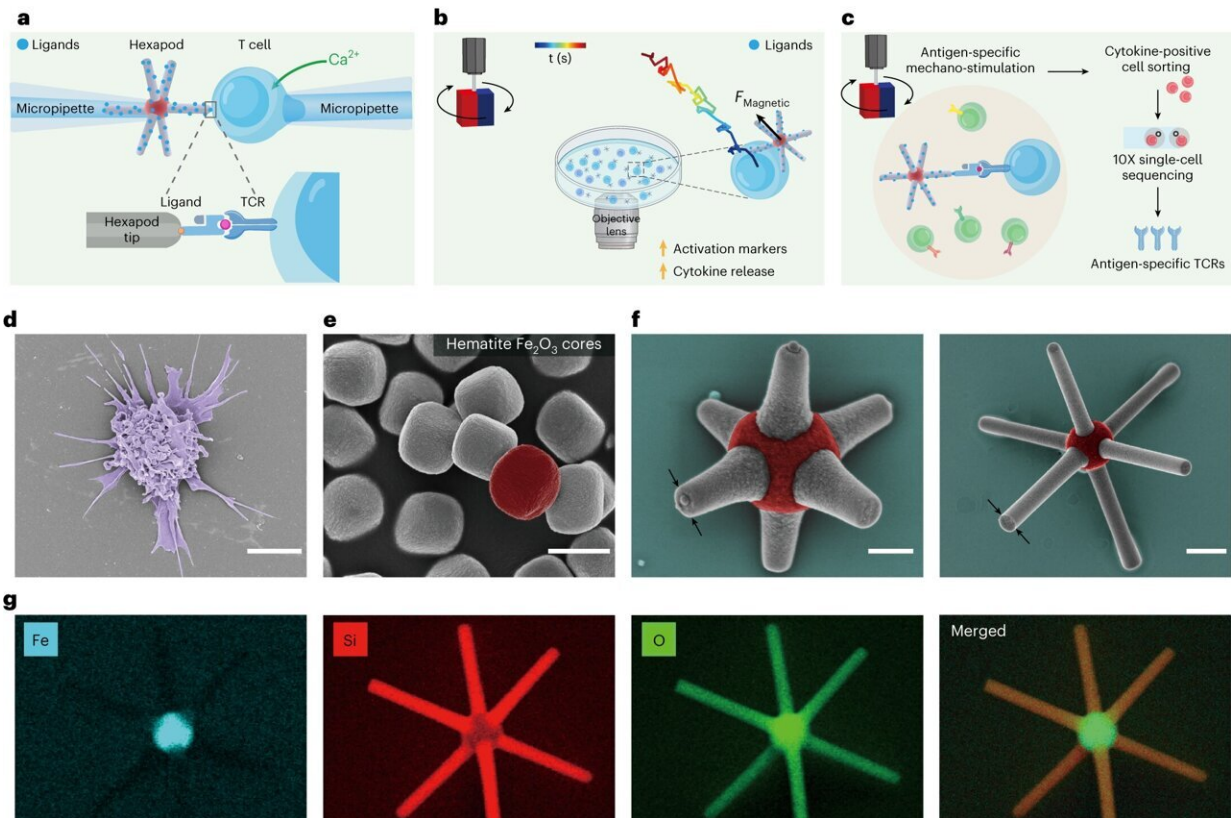 a
Ligands
Hexapod
T cell
Ca²⁺
Micropipette
Micropipette
Ligand
TCR
Hexapod
tip
b
t (s)
Ligands
F_Magnetic
Objective
lens
Activation markers
Cytokine release
c
Antigen-specific
mechano-stimulation
Cytokine-positive
cell sorting
10X single-cell
sequencing
Antigen-specific TCRs
d
e
Hematite Fe₂O₃ cores
f
g
Fe
Si
O
Merged